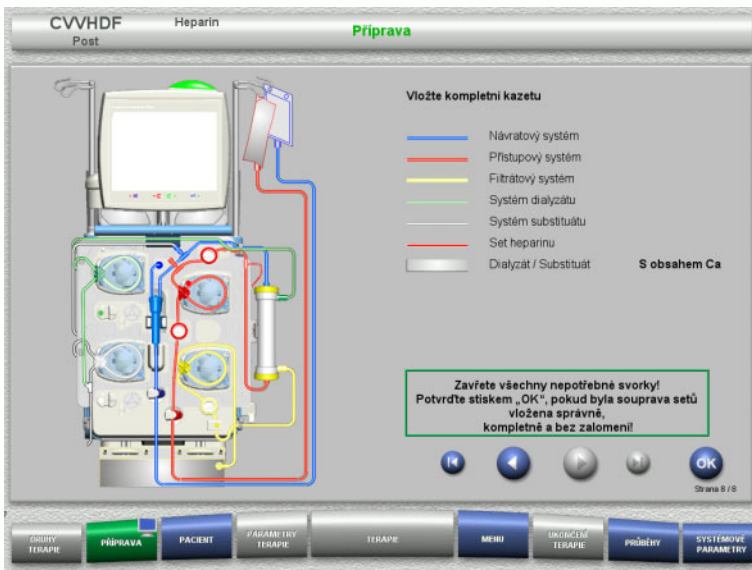 CVVHDF
Heparin
Příprava
Post
Vložte kompletní kazetu
Návratový systém
Přístupový systém
Filtrátový systém
Systém dialyzátu
Systém substituátu
Set heparinu
Dialyzát / Substituát S obsahem Ca
Zavřete všechny nepotřebné svorky!
Potvrďte stiskem „OK“, pokud byla souprava setů
vložena správně,
kompletně a bez zalomení!
OK
Strana 8 / 8
DRUHY
TERAPIE
PŘÍPRAVA
PACIENT
PARAMETRY
TERAPIE
TERAPIE
MENU
UKONČENÍ
TERAPIE
PRŮBĚHY
SYSTÉMOVÉ
PARAMETRY